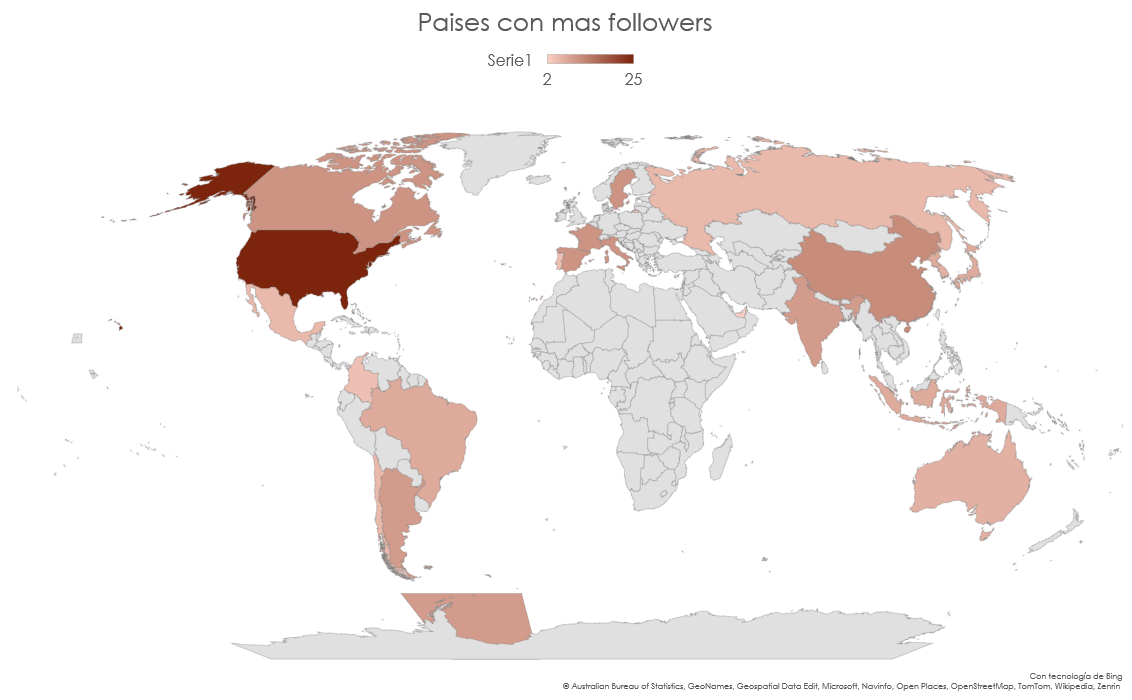 Paises con mas followers
Serie1
2 25
Con tecnología de Bing
© Australian Bureau of Statistics, GeoNames, Geospatial Data Edit, Microsoft, Navinfo, Open Places, OpenStreetMap, TomTom, Wikipedia, Zenrin